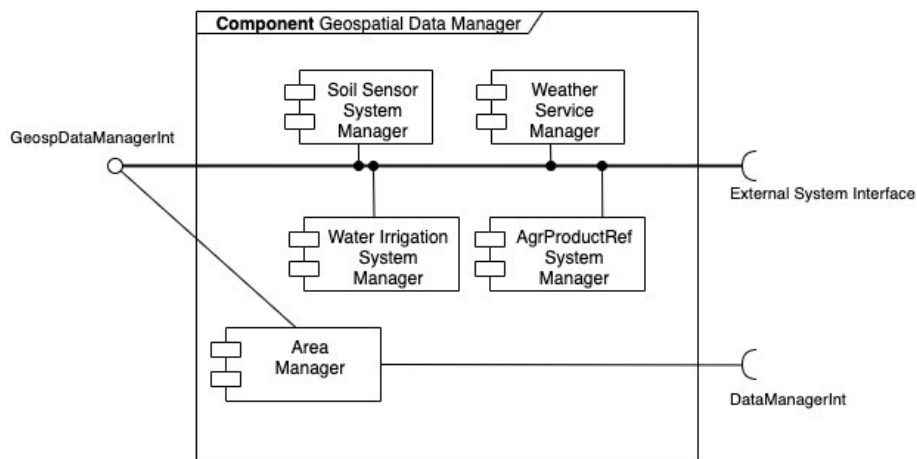 Component Geospatial Data Manager
Soil Sensor
System
Manager
Weather
Service
Manager
GeospDataManagerInt
External System Interface
Water Irrigation
System
Manager
AgrProductRef
System
Manager
Area
Manager
DataManagerInt